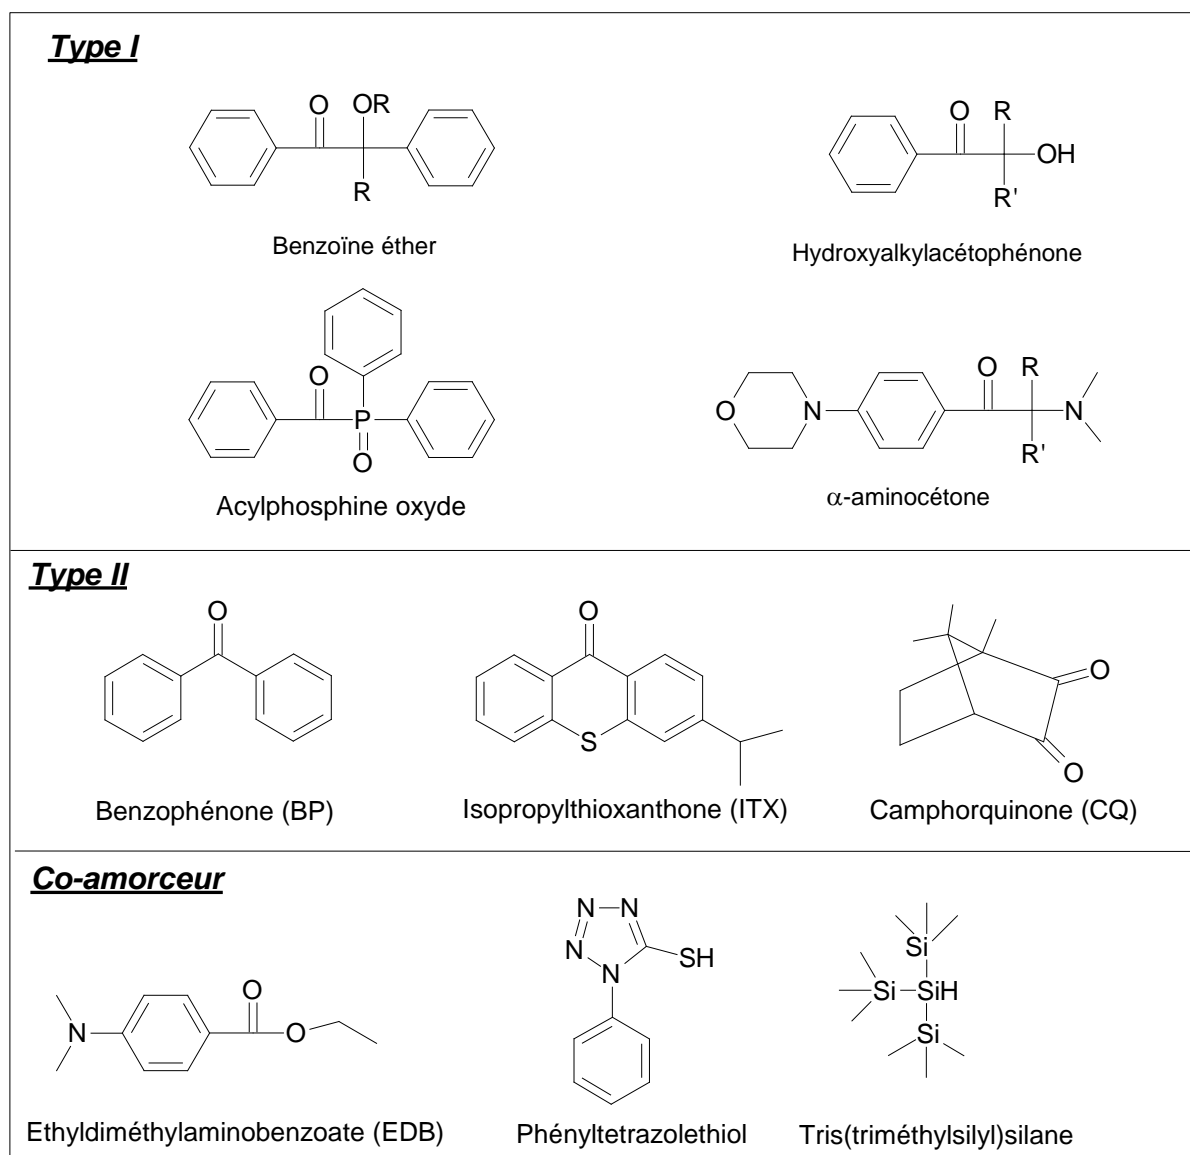 Type I
O
OR
R
Benzoïne éther
O
R
OH
R'
Hydroxyalkylacétophénone
O
P
O
Acylphosphine oxyde
O
N
O
R
N
R'
α-aminocétone
Type II
O
Benzophénone (BP)
O
S
Isopropylthioxanthone (ITX)
O
O
Camphorquinone (CQ)
Co-amorceur
N
O
O
Ethyldiméthylaminobenzoate (EDB)
N N
N
N
SH
Phényltetrazolethiol
Si
Si SiH
Si
Tris(triméthylsilyl)silane